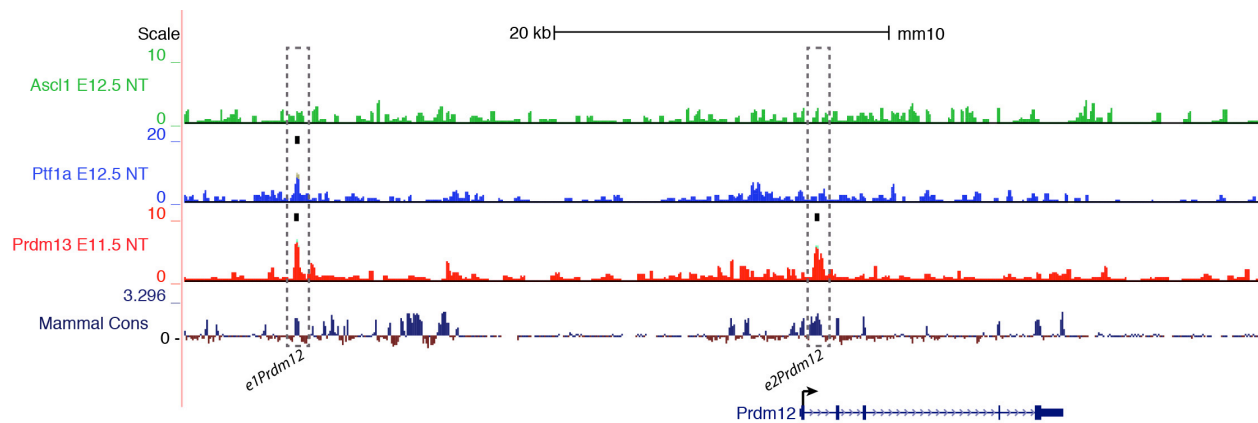 Scale 20 kb mm10
10
Ascl1 E12.5 NT
0
20
Ptf1a E12.5 NT
0
10
Prdm13 E11.5 NT
0
3.296
Mammal Cons
0 -
e1Prdm12 e2Prdm12
Prdm12